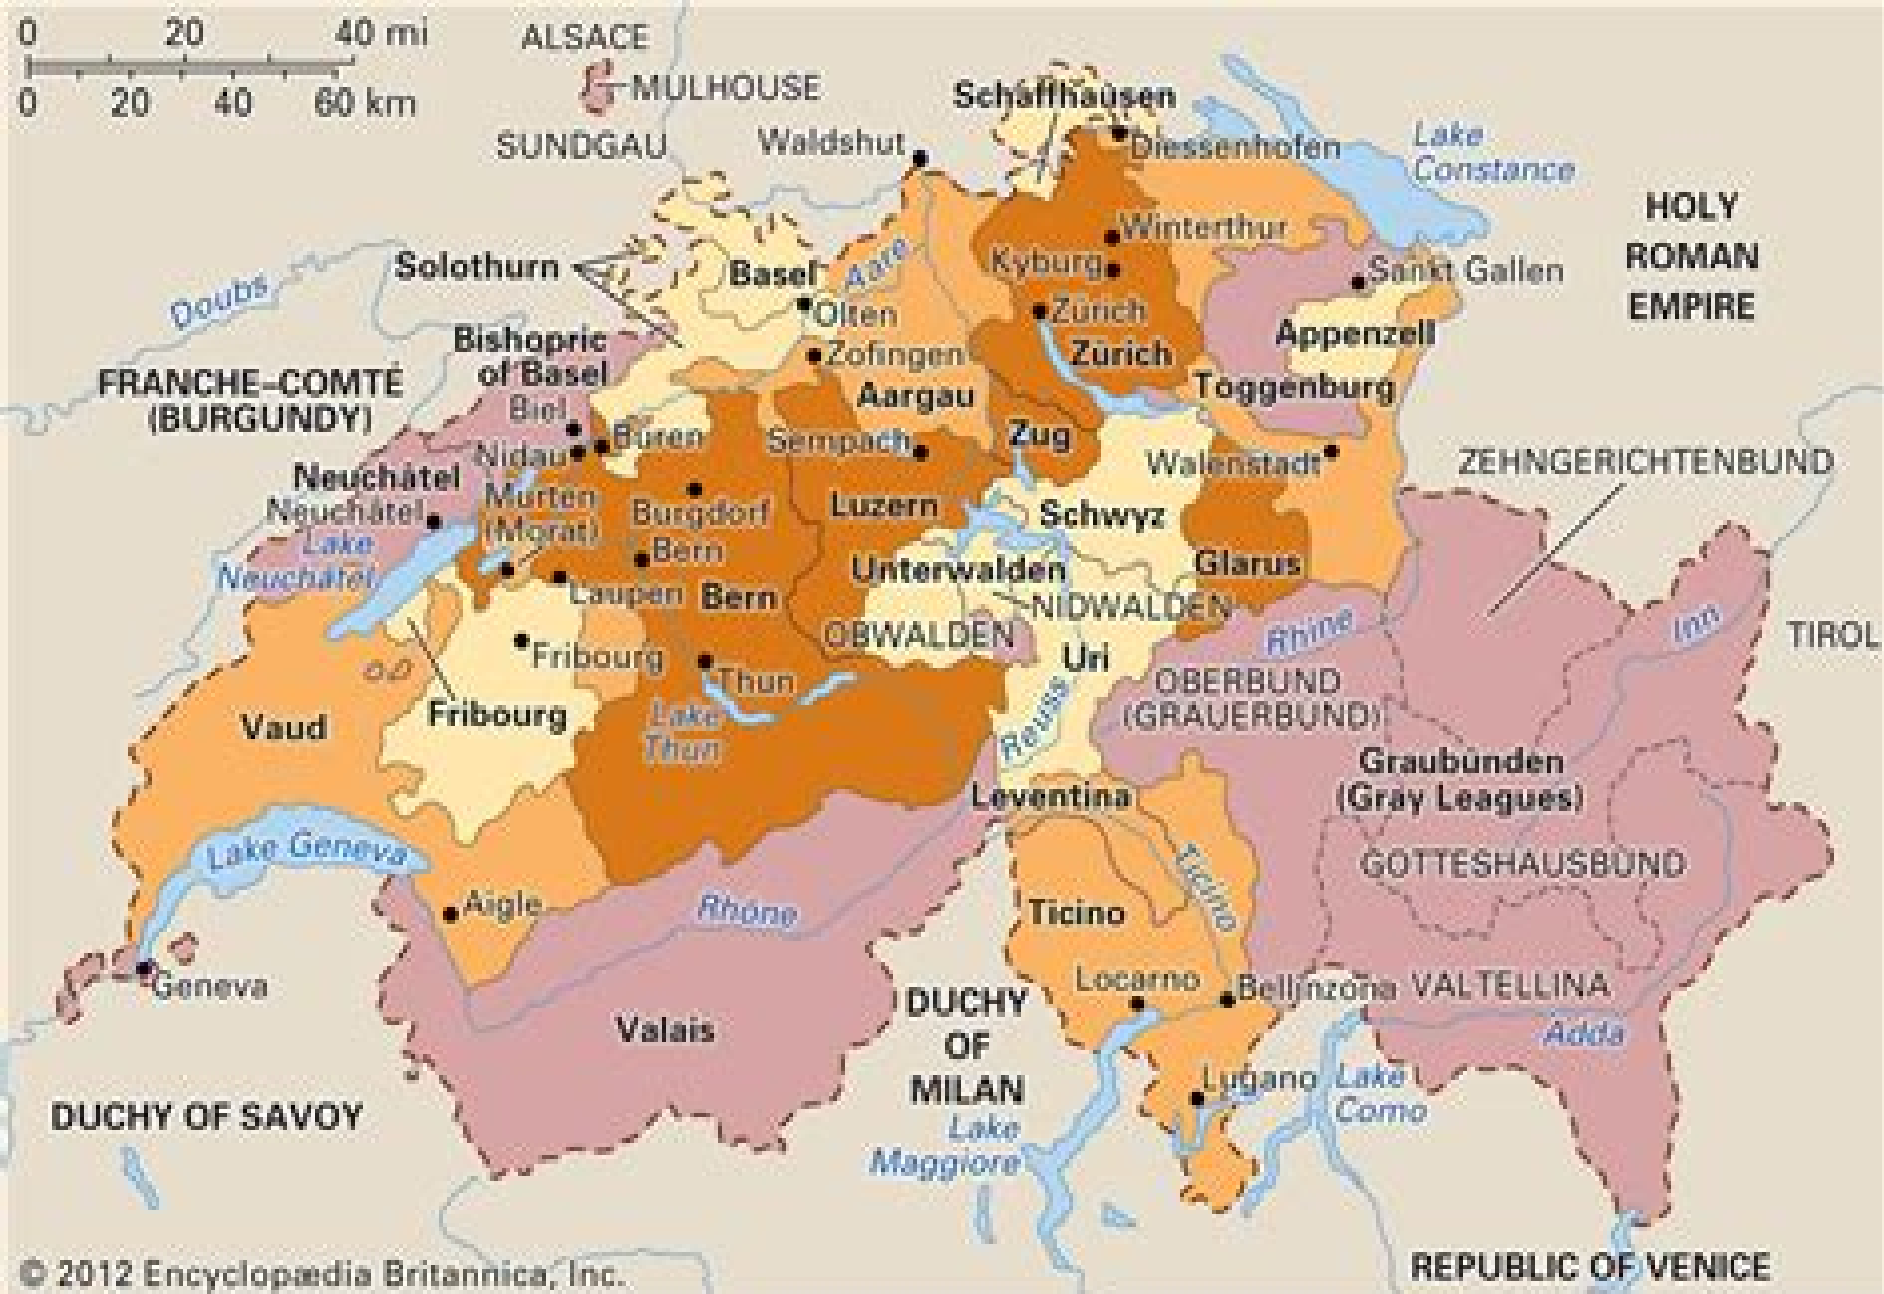 0 20 40 mi
0 20 40 60 km
ALSACE
MULHOUSE
SUNDGAU
Waldshut
Schaffhausen
Diessenhofen
Lake
Constance
HOLY
ROMAN
EMPIRE
Winterthur
Kyburg
Sankt Gallen
Solothurn
Basel
Aare
Doubs
Olten
Zürich
Zürich
Appenzell
Bishopric
of Basel
Zofingen
Aargau
Toggenburg
FRANCHE–COMTÉ
(BURGUNDY)
Biel
Büren
Nidau
Sempach
Zug
Walenstadt
ZEHNGERICHTENBUND
Neuchâtel
Neuchâtel
Murten
(Morat)
Burgdorf
Luzern
Schwyz
Lake
Neuchâtel
Bern
Bern
Unterwalden
Glarus
Laupen
NIDWALDEN
OBWALDEN
Rhine
Inn
TIROL
Fribourg
Thun
Uri
OBERBUND
(GRAUERBUND)
Vaud
Fribourg
Lake
Thun
Reuss
Graubünden
(Gray Leagues)
Leventina
Lake Geneva
Ticino
GOTTESHAUSBUND
Aigle
Rhône
Ticino
Geneva
Locarno
Bellinzona
VALTELLINA
Valais
DUCHY
OF
MILAN
Adda
DUCHY OF SAVOY
Lugano
Lake
Como
Lake
Maggiore
REPUBLIC OF VENICE
© 2012 Encyclopædia Britannica, Inc.